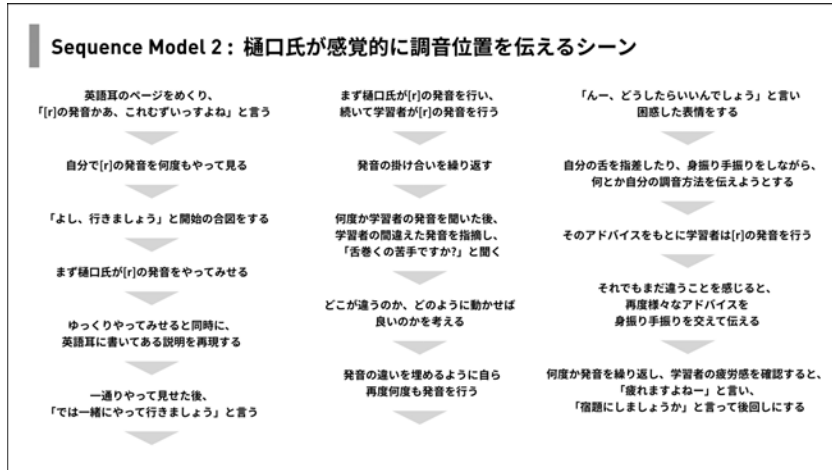 Sequence Model 2 : 樋口氏が感覚的に調音位置を伝えるシーン
英語耳のページをめくり、
「[r]の発音かあ、これむずいっすよね」と言う
自分で[r]の発音を何度もやって見る
「よし、行きましょう」と開始の合図をする
まず樋口氏が[r]の発音をやってみせる
ゆっくりやってみせると同時に、
英語耳に書いてある説明を再現する
一通りやって見せた後、
「では一緒にやって行きましょう」と言う
まず樋口氏が[r]の発音を行い、
続いて学習者が[r]の発音を行う
発音の掛け合いを繰り返す
何度か学習者の発音を聞いた後、
学習者の間違えた発音を指摘し、
「舌巻くの苦手ですか?」と聞く
どこが違うのか、どのように動かせば
良いのかを考える
発音の違いを埋めるように自ら
再度何度も発音を行う
「んー、どうしたらいいんでしょう」と言い
困惑した表情をする
自分の舌を指差したり、身振り手振りをしながら、
何とか自分の調音方法を伝えようとする
そのアドバイスをもとに学習者は[r]の発音を行う
それでもまだ違うことを感じると、
再度様々なアドバイスを
身振り手振りを交えて伝える
何度か発音を繰り返し、学習者の疲労感を確認すると、
「疲れますよねー」と言い、
「宿題にしましょうか」と言って後回しにする